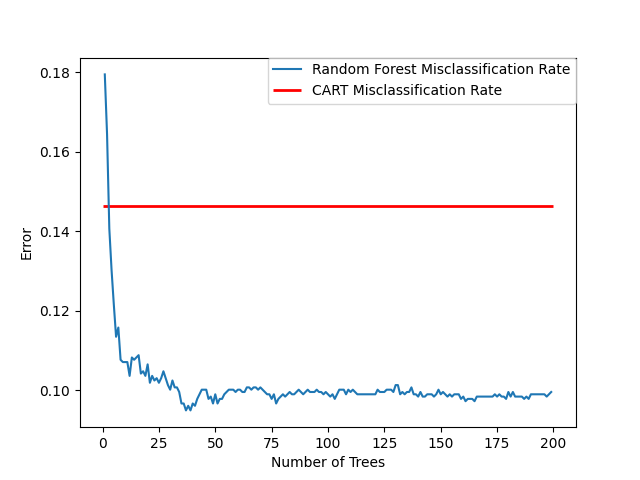 Random Forest Misclassification Rate
CART Misclassification Rate
0.18
0.16
0.14
0.12
0.10
Error
0 25 50 75 100 125 150 175 200
Number of Trees